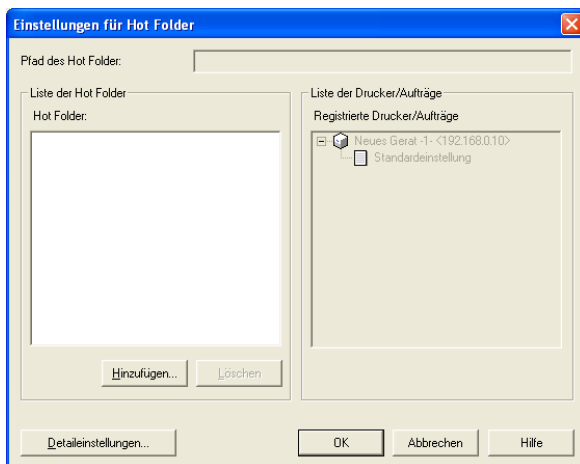 Einstellungen für Hot Folder
Pfad des Hot Folder:
Liste der Hot Folder
Hot Folder:
Hinzufügen...
Löschen
Liste der Drucker/Aufträge
Registrierte Drucker/Aufträge
Neues Gerat -1- <192.168.0.10>
Standardeinstellung
Detaileinstellungen...
OK
Abbrechen
Hilfe